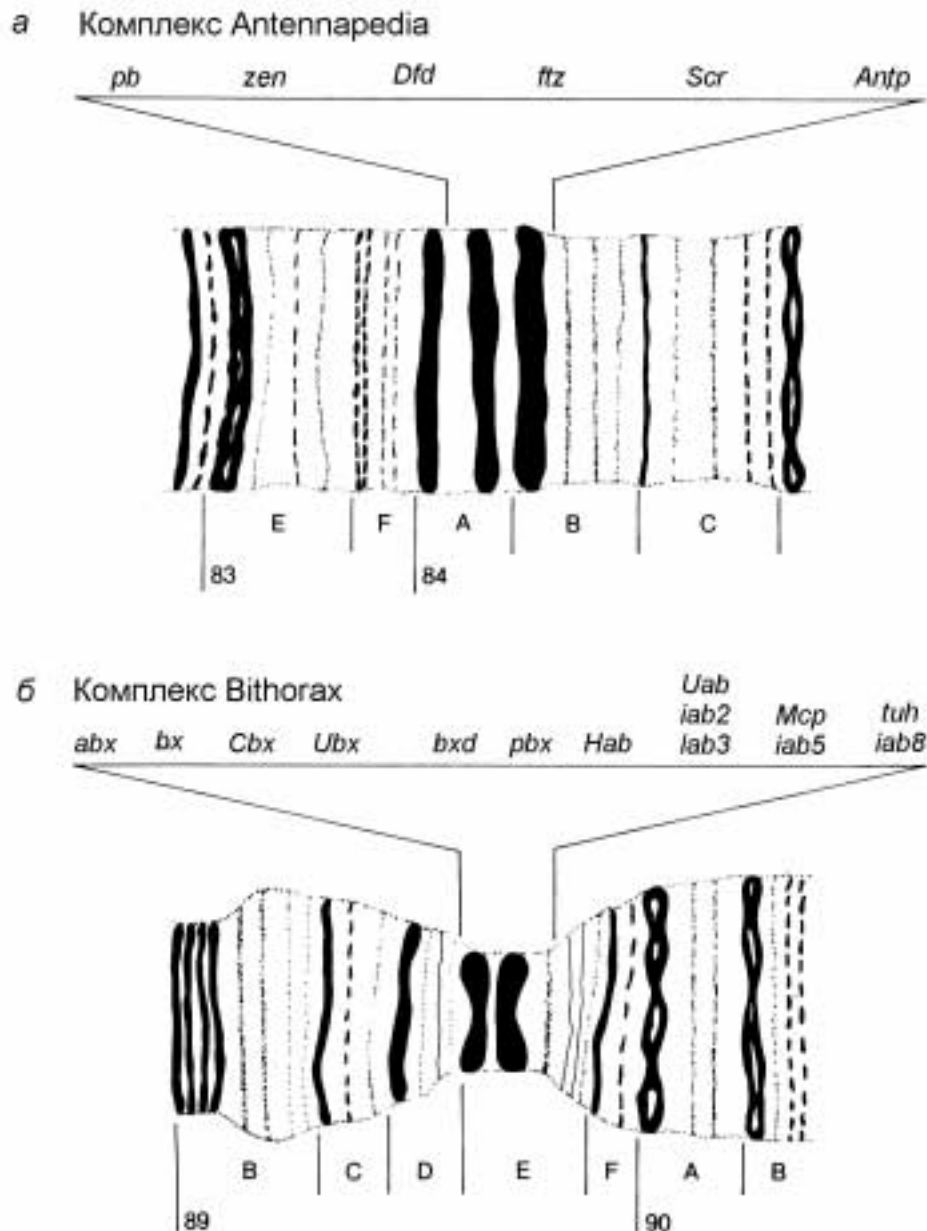 а Комплекс Antennapedia
pb zen Dfd ftz Scr Antp
E F A B C
83 84
б Комплекс Bithorax
Uab
iab2 Mcp tuh
abx bx Cbx Ubx bxd pbx Hab Iab3 iab5 iab8
B C D E F A B
89 90